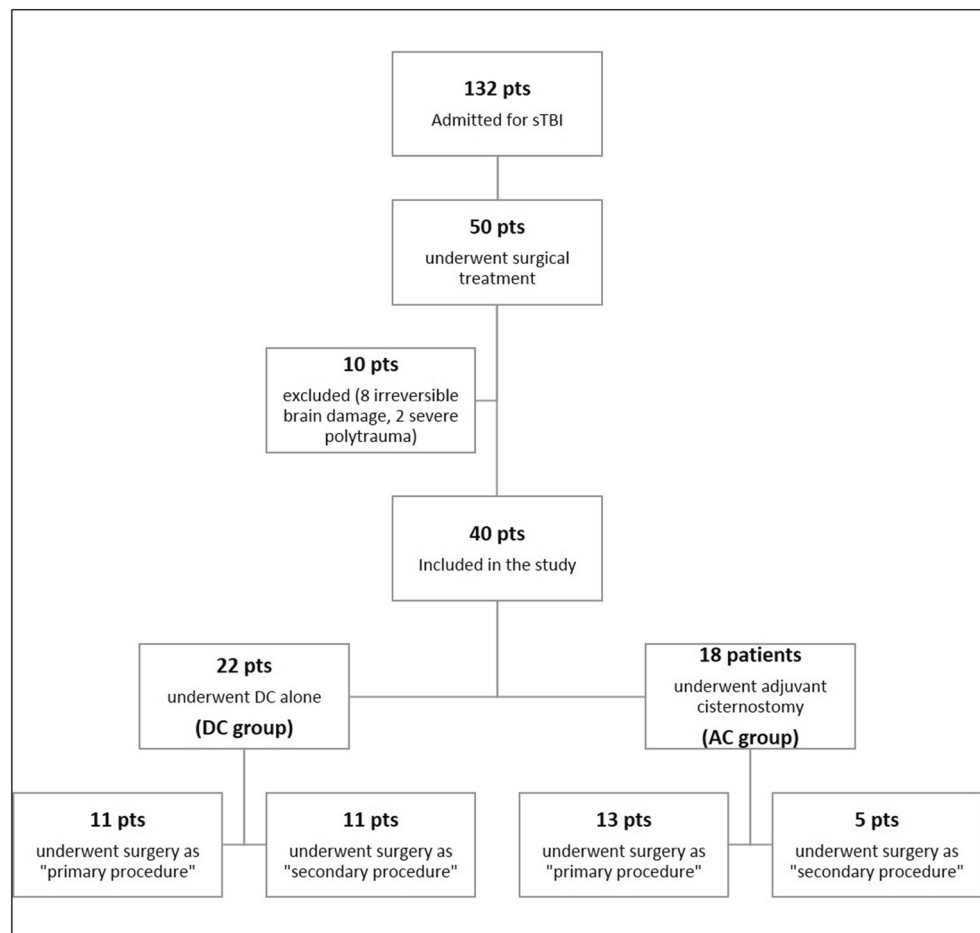 132 pts
Admitted for sTBI
50 pts
underwent surgical
treatment
10 pts
excluded (8 irreversible
brain damage, 2 severe
polytrauma)
40 pts
Included in the study
22 pts
underwent DC alone
(DC group)
18 patients
underwent adjuvant
cisternostomy
(AC group)
11 pts
underwent surgery as
"primary procedure"
11 pts
underwent surgery as
"secondary procedure"
13 pts
underwent surgery as
"primary procedure"
5 pts
underwent surgery as
"secondary procedure"